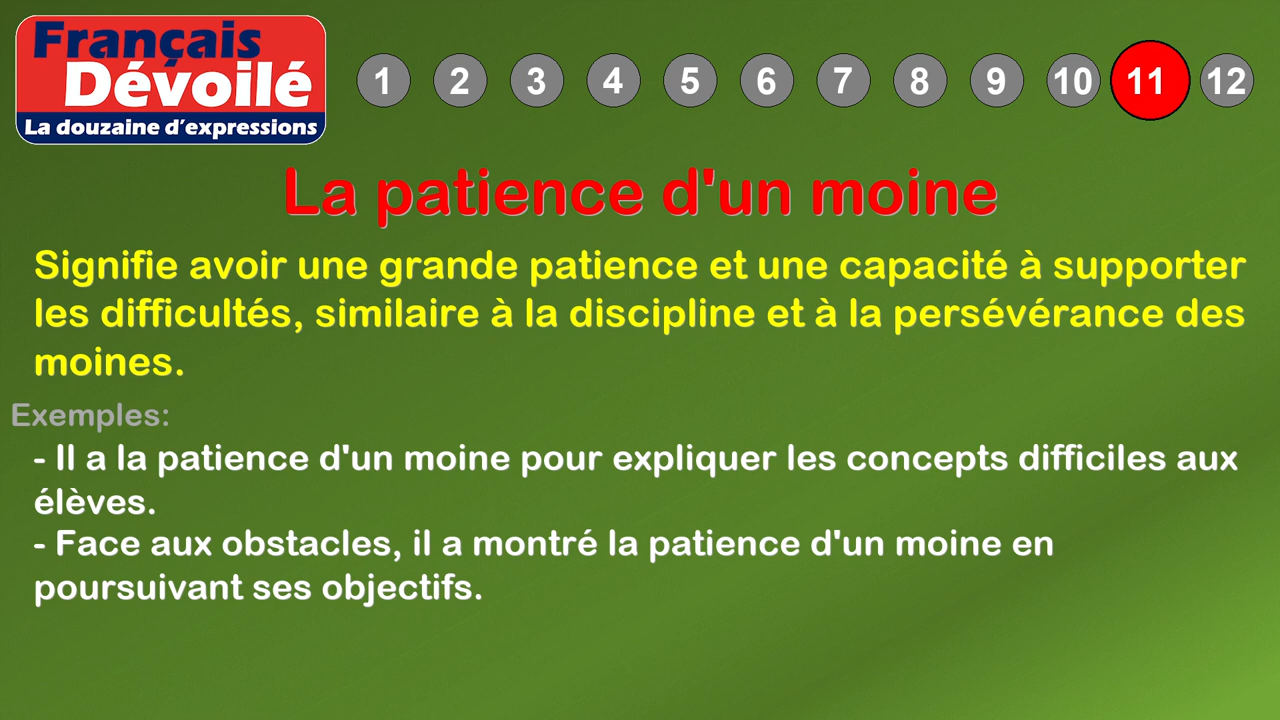 Français
Dévoilé
La douzaine d'expressions
1 2 3 4 5 6 7 8 9 10 11 12
La patience d'un moine
Signifie avoir une grande patience et une capacité à supporter
les difficultés, similaire à la discipline et à la persévérance des
moines.
Exemples:
- Il a la patience d'un moine pour expliquer les concepts difficiles aux
élèves.
- Face aux obstacles, il a montré la patience d'un moine en
poursuivant ses objectifs.